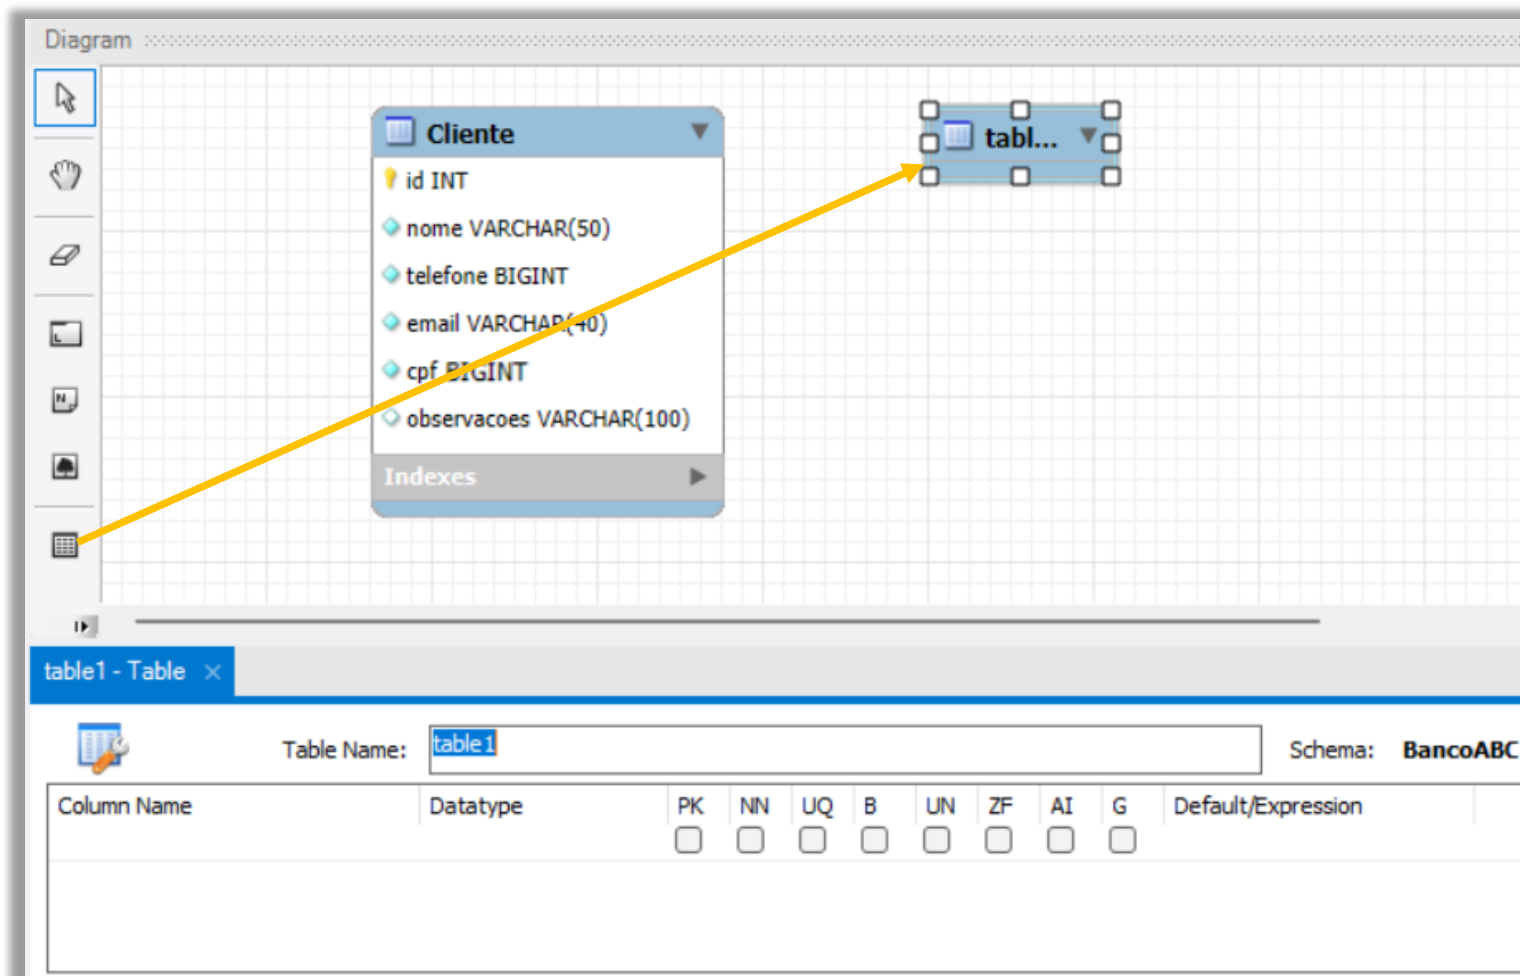 Diagram
Cliente
tabl...
id INT
nome VARCHAR(50)
telefone BIGINT
email VARCHAR(40)
cpf BIGINT
observacoes VARCHAR(100)
Indexes
table1 - Table
Table Name: table1 Schema: BancoABC
Column Name Datatype PK NN UQ B UN ZF AI G Default/Expression